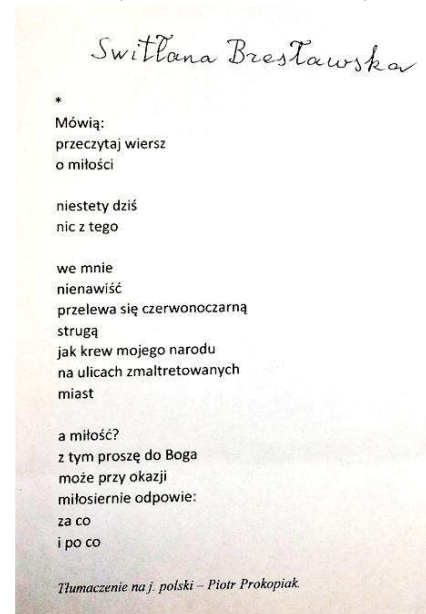 Switłana Bresławska
*
Mówią:
przeczytaj wiersz
o miłości
niestety dziś
nic z tego
we mnie
nienawiść
przelewa się czerwonoczarną
strugą
jak krew mojego narodu
na ulicach zmaltretowanych
miast
a miłość?
z tym proszę do Boga
może przy okazji
miłosiernie odpowie:
za co
i po co
Tłumaczenie na j. polski – Piotr Prokopiak.